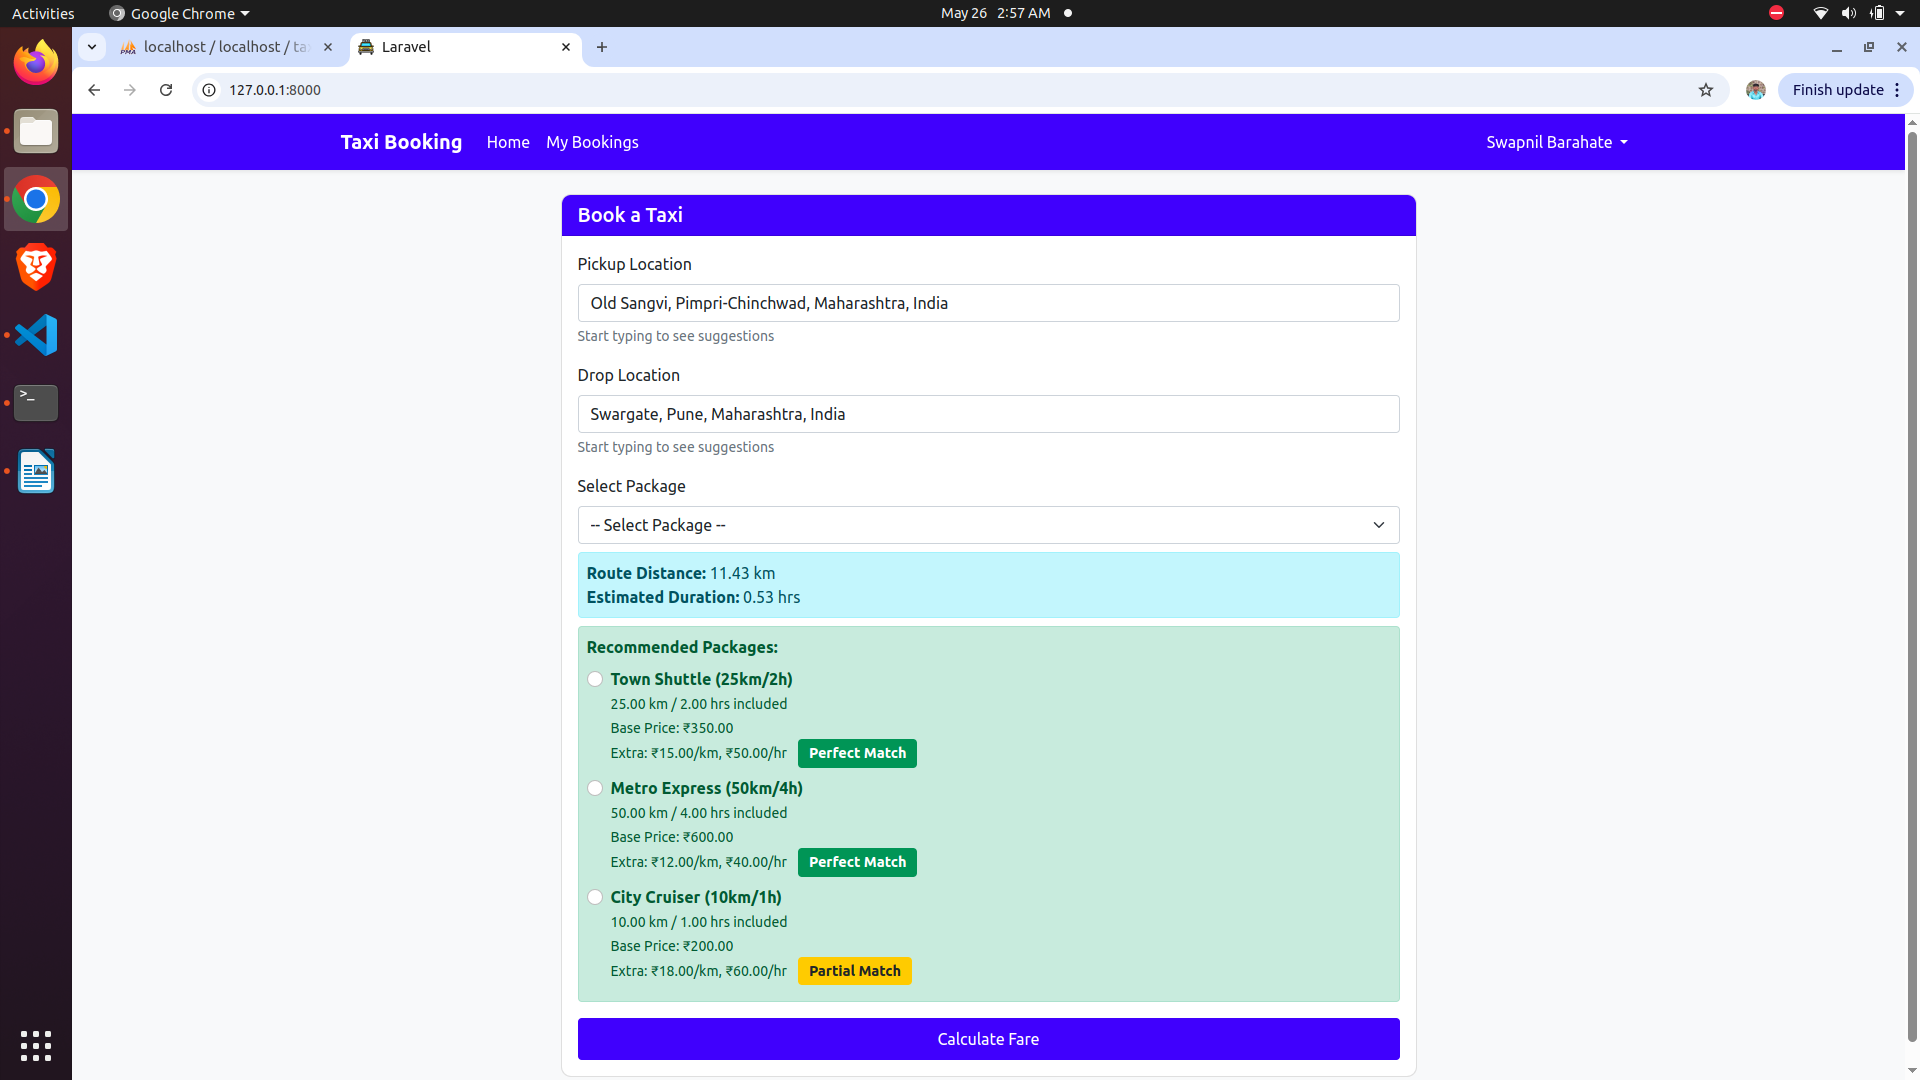 Activities
Google Chrome
May 26 2:57 AM
localhost / localhost / ta
Laravel
127.0.0.1:8000
Finish update
Taxi Booking
Home
My Bookings
Swapnil Barahate
Book a Taxi
Pickup Location
Old Sangvi, Pimpri-Chinchwad, Maharashtra, India
Start typing to see suggestions
Drop Location
Swargate, Pune, Maharashtra, India
Start typing to see suggestions
Select Package
-- Select Package --
Route Distance: 11.43 km
Estimated Duration: 0.53 hrs
Recommended Packages:
Town Shuttle (25km/2h)
25.00 km / 2.00 hrs included
Base Price: ₹350.00
Extra: ₹15.00/km, ₹50.00/hr Perfect Match
Metro Express (50km/4h)
50.00 km / 4.00 hrs included
Base Price: ₹600.00
Extra: ₹12.00/km, ₹40.00/hr Perfect Match
City Cruiser (10km/1h)
10.00 km / 1.00 hrs included
Base Price: ₹200.00
Extra: ₹18.00/km, ₹60.00/hr Partial Match
Calculate Fare